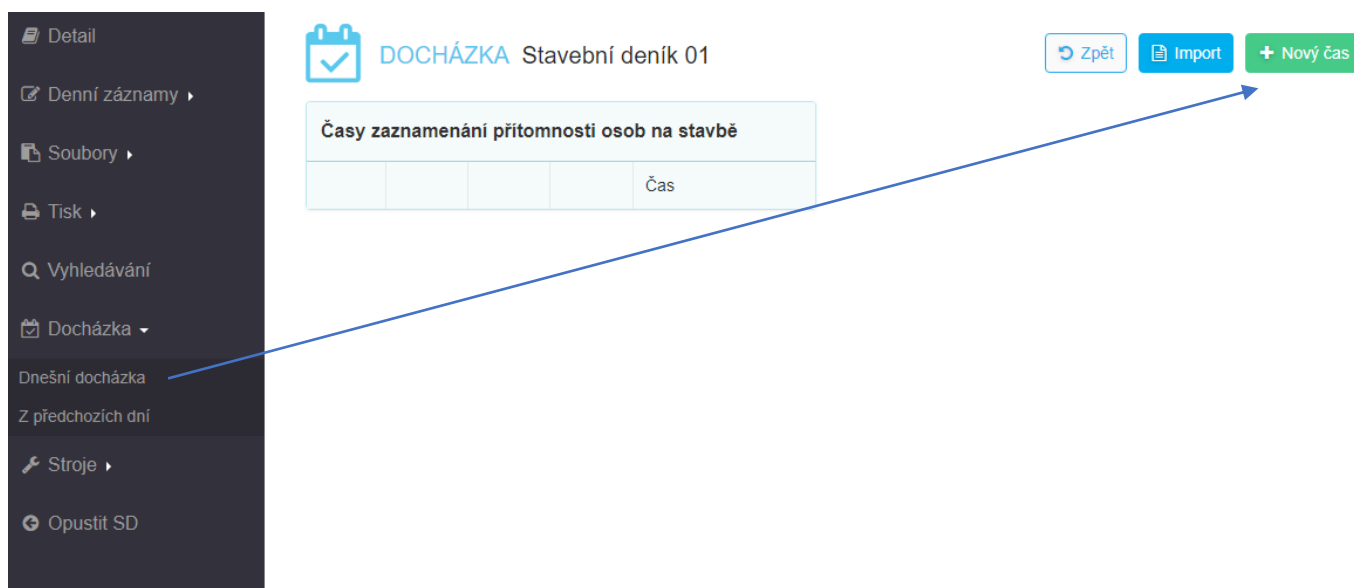 Detail
Denní záznamy
Soubory
Tisk
Vyhledávání
Docházka
Dnešní docházka
Z předchozích dní
Stroje
Opustit SD
DOCHÁZKA Stavební deník 01
Zpět
Import
Nový čas
Časy zaznamenání přítomnosti osob na stavbě
Čas